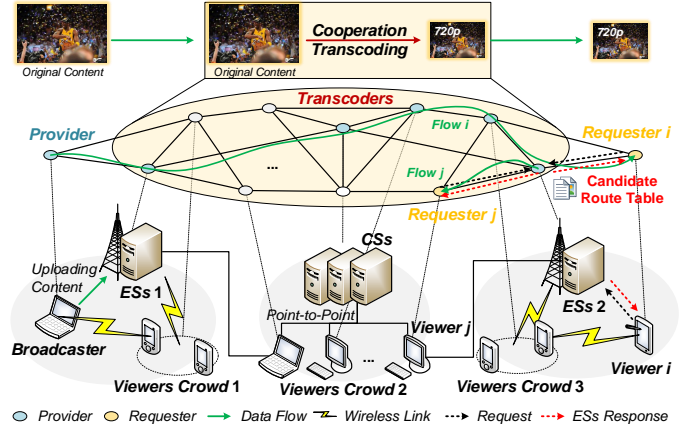 Cooperation
Transcoding
720p
720p
Original Content
Original Content
Transcoders
Provider
Flow i
Requester i
...
Flow j
Candidate
Route Table
Requester j
CSs
Uploading
Content
ESs 1
ESs 2
Point-to-Point
Viewer j
Broadcaster
...
Viewer i
Viewers Crowd 1
Viewers Crowd 2
Viewers Crowd 3
Provider
Requester
Data Flow
Wireless Link
Request
ESs Response